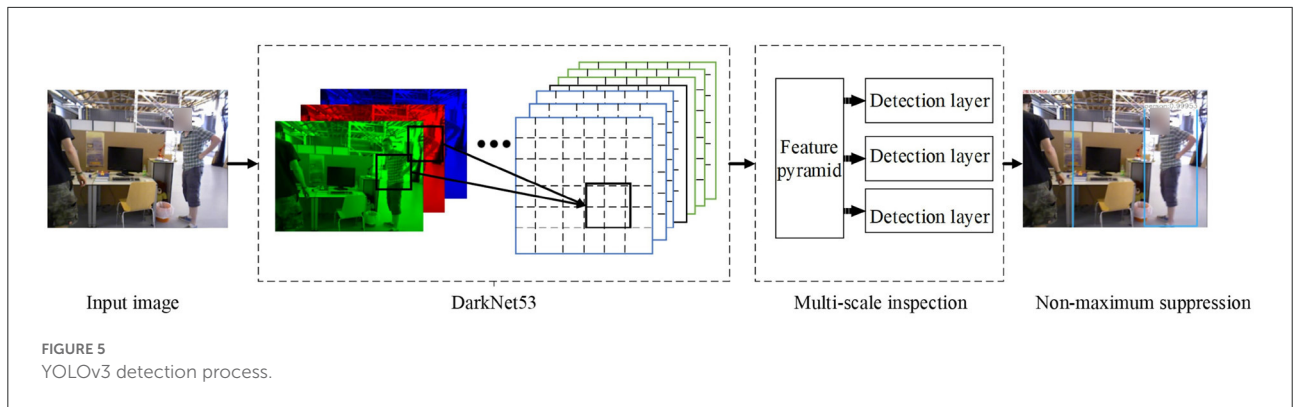 Feature
pyramid
Detection layer
Detection layer
Detection layer
Input image
DarkNet53
Multi-scale inspection
Non-maximum suppression
FIGURE 5
YOLOv3 detection process.